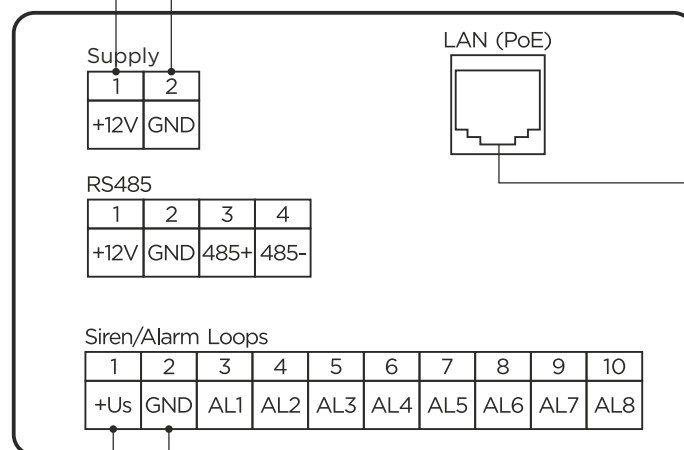 Supply
1 2
+12V GND
LAN (PoE)
RS485
1 2 3 4
+12V GND 485+ 485-
Siren/Alarm Loops
1 2 3 4 5 6 7 8 9 10
+Us GND AL1 AL2 AL3 AL4 AL5 AL6 AL7 AL8